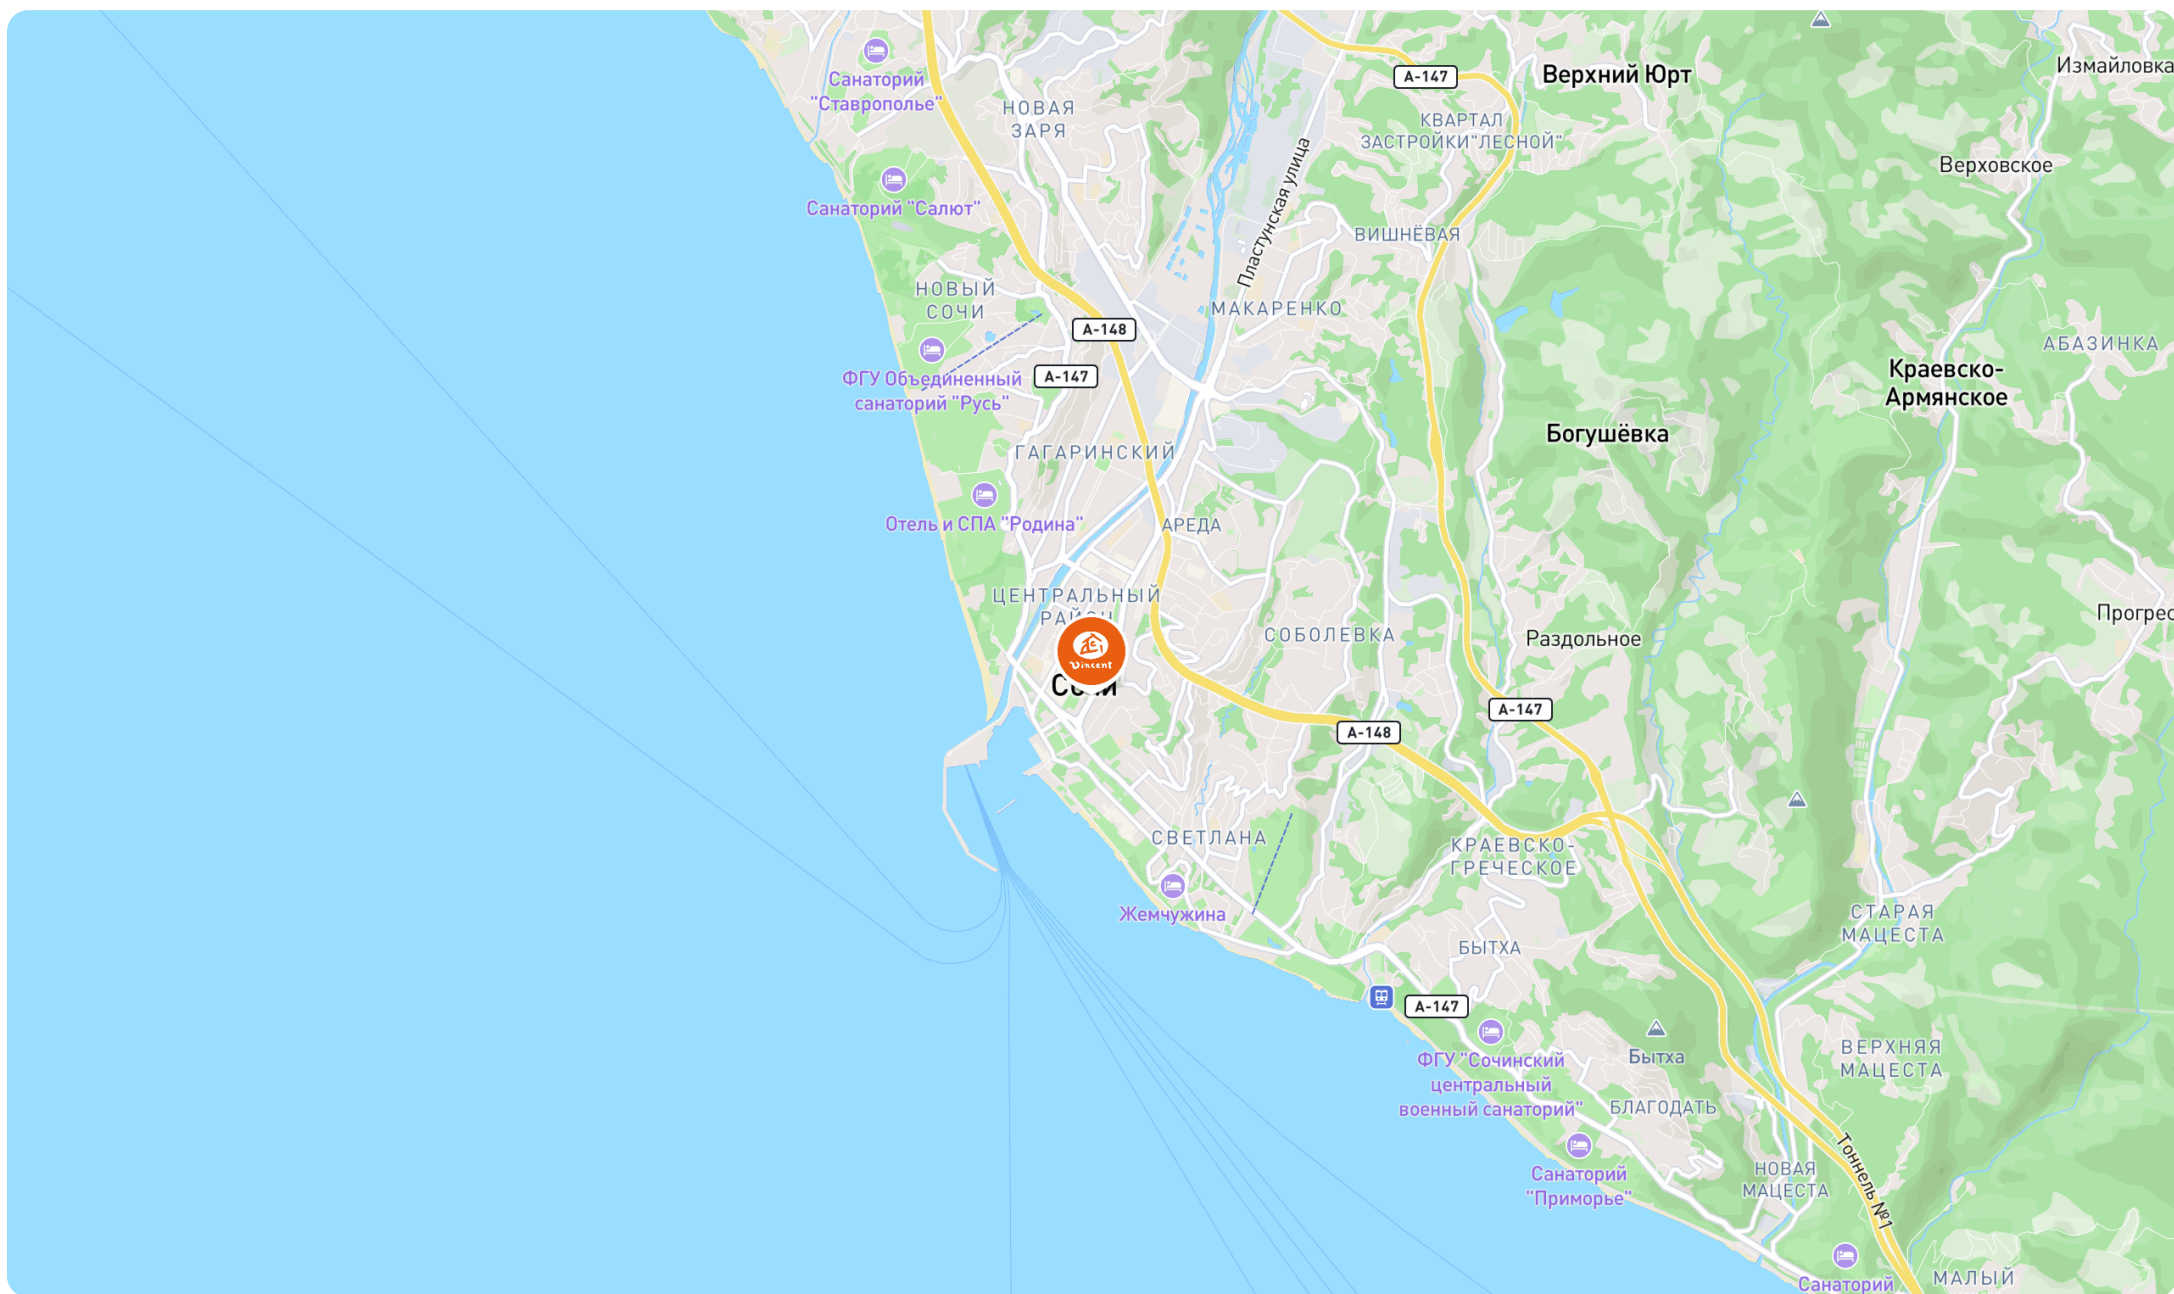 Санаторий
"Ставрополье"
НОВАЯ
ЗАРЯ
А-147
Верхний Юрт
Измайловка
КВАРТАЛ
ЗАСТРОЙКИ"ЛЕСНОЙ"
Верховское
Санаторий "Салют"
Пластунская улица
ВИШНЁВАЯ
НОВЫЙ
СОЧИ
МАКАРЕНКО
А-148
АБАЗИНКА
А-147
ФГУ Объединенный
санаторий "Русь"
Краевско-
Армянское
Богушёвка
ГАГАРИНСКИЙ
Отель и СПА "Родина"
АРЕДА
ЦЕНТРАЛЬНЫЙ
РАЙОН
Прогрес
СОБОЛЕВКА
Раздольное
Vincent
Сочи
А-147
А-148
СВЕТЛАНА
КРАЕВСКО-
ГРЕЧЕСКОЕ
Жемчужина
СТАРАЯ
МАЦЕСТА
БЫТХА
А-147
ФГУ "Сочинский
центральный
военный санаторий"
Бытха
ВЕРХНЯЯ
МАЦЕСТА
БЛАГОДАТЬ
Тоннель №1
Санаторий
"Приморье"
НОВАЯ
МАЦЕСТА
Санаторий
МАЛЫЙ